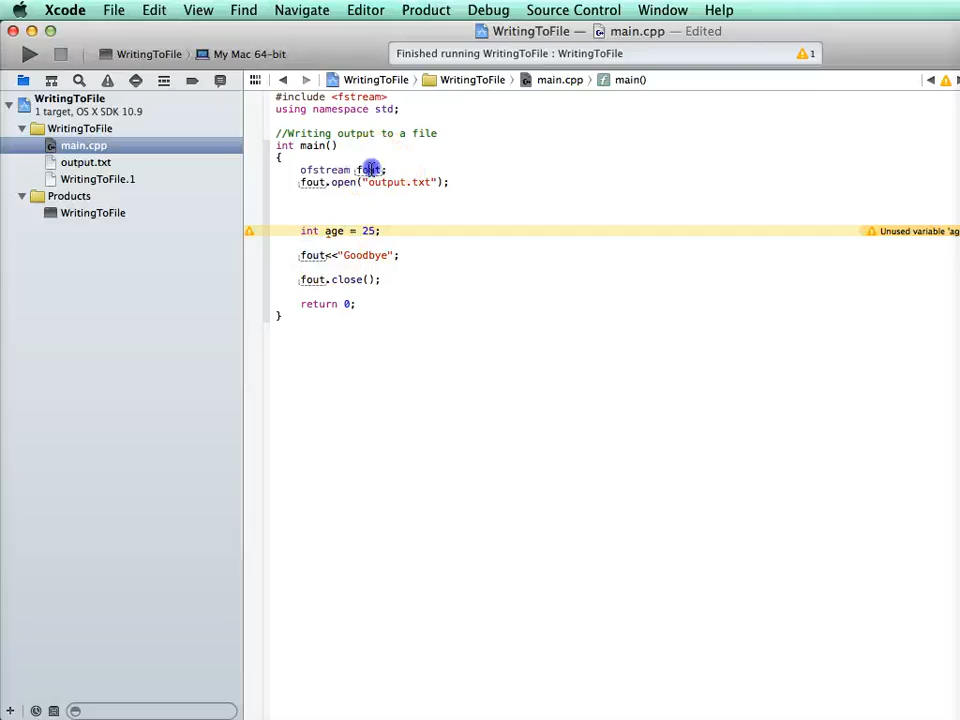 Xcode File Edit View Find Navigate Editor Product Debug Source Control Window Help
WritingToFile — main.cpp — Edited
WritingToFile My Mac 64-bit
Finished running WritingToFile : WritingToFile 1
WritingToFile WritingToFile main.cpp main()
WritingToFile
1 target, OS X SDK 10.9
WritingToFile
main.cpp
output.txt
WritingToFile.1
Products
WritingToFile
#include <fstream>
using namespace std;
//Writing output to a file
int main()
{
ofstream fout;
fout.open("output.txt");
int age = 25;
Unused variable 'ag
fout<<"Goodbye";
fout.close();
return 0;
}